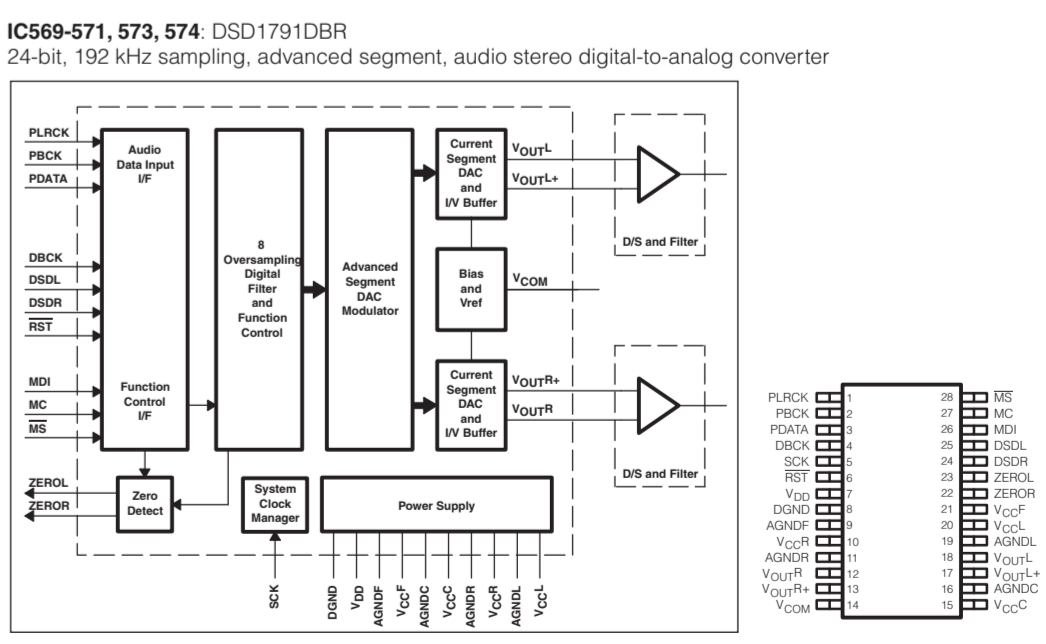 IC569-571, 573, 574: DSD1791DBR
24-bit, 192 kHz sampling, advanced segment, audio stereo digital-to-analog converter
PLRCK
PBCK
PDATA
DBCK
DSDL
DSDR
RST
MDI
MC
MS
ZEROL
ZEROR
Audio
Data Input
I/F
Function
Control
I/F
Zero
Detect
8
Oversampling
Digital
Filter
and
Function
Control
System
Clock
Manager
SCK
Advanced
Segment
DAC
Modulator
Current
Segment
DAC
and
I/V Buffer
Bias
and
Vref
Current
Segment
DAC
and
I/V Buffer
VOUTL
VOUTL+
VCOM
VOUTR+
VOUTR
D/S and Filter
D/S and Filter
Power Supply
DGND
VDD
AGNDF
VCCF
AGNDC
VCCC
AGNDR
VCCR
AGNDL
VCCL
PLRCK 1 28 MS
PBCK 2 27 MC
PDATA 3 26 MDI
DBCK 4 25 DSDL
SCK 5 24 DSDR
RST 6 23 ZEROL
VDD 7 22 ZEROR
DGND 8 21 VCCF
AGNDF 9 20 VCCL
VCCR 10 19 AGNDL
AGNDR 11 18 VOUTL
VOUTR 12 17 VOUTL+
VOUTR+ 13 16 AGNDC
VCOM 14 15 VCCC